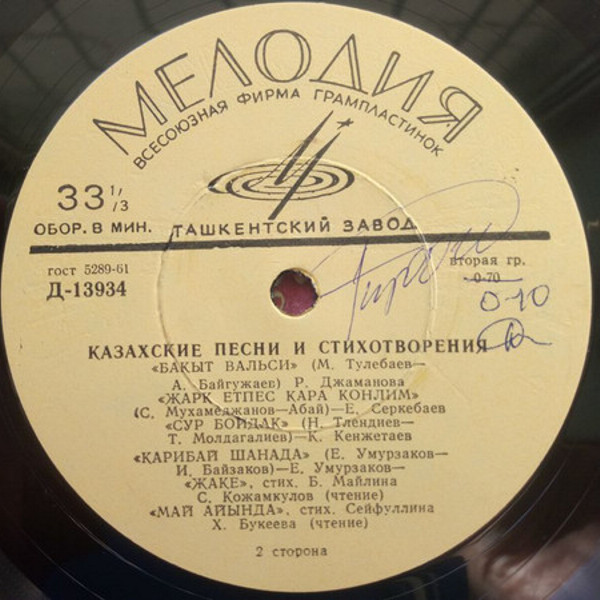 МЕЛОДИЯ
ВСЕСОЮЗНАЯ ФИРМА ГРАМПЛАСТИНОК
33 1/3
ОБОР. В МИН.
ТАШКЕНТСКИЙ ЗАВОД
гост 5289-61
Д-13934
вторая гр.
0-70
0-10
КАЗАХСКИЕ ПЕСНИ И СТИХОТВОРЕНИЯ
«БАКЫТ ВАЛЬСИ» (М. Тулебаев—
А. Байгужаев) Р. Джаманова
«ЖАРК ЕТПЕС КАРА КОНЛИМ»
(С. Мухамеджанов—Абай)—Е. Серкебаев
«СУР БОЙДАК» (Н. Тлендиев—
Т. Молдагалиев)—К. Кенжетаев
«КАРИБАЙ ШАНАДА» (Е. Умурзаков—
И. Байзаков)—Е. Умурзаков—
«ЖАКЕ», стих. Б. Майлина
С. Кожамкулов (чтение)
«МАЙ АЙЫНДА», стих. Сейфуллина
Х. Букеева (чтение)
2 сторона